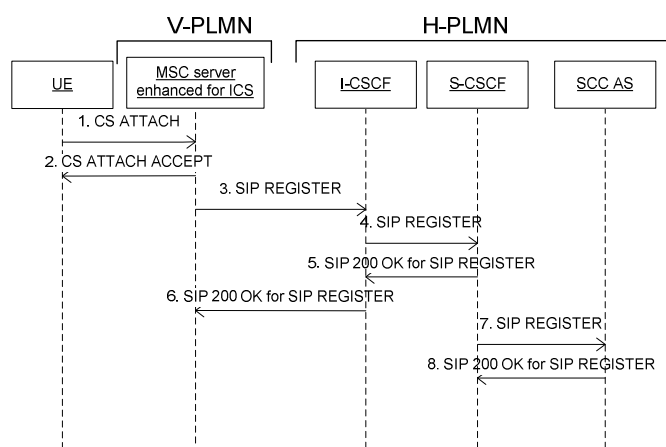 V-PLMN
H-PLMN
UE
MSC server
enhanced for ICS
I-CSCF
S-CSCF
SCC AS
1. CS ATTACH
2. CS ATTACH ACCEPT
3. SIP REGISTER
4. SIP REGISTER
5. SIP 200 OK for SIP REGISTER
6. SIP 200 OK for SIP REGISTER
7. SIP REGISTER
8. SIP 200 OK for SIP REGISTER